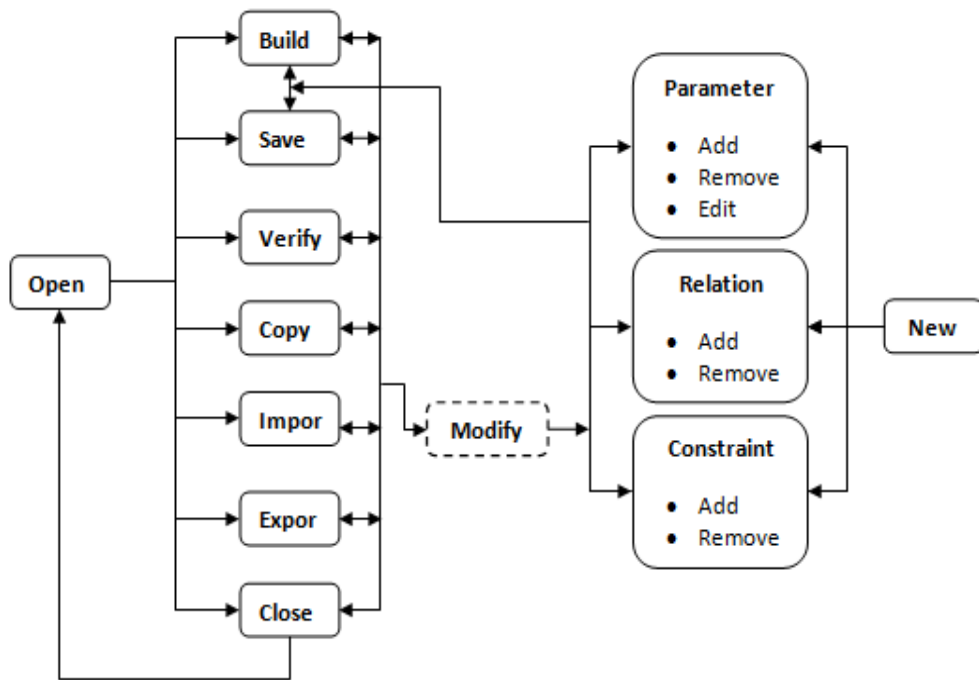 Build
Save
Verify
Open
Copy
Impor
Expor
Close
Modify
Parameter
● Add
● Remove
● Edit
Relation
● Add
● Remove
Constraint
● Add
● Remove
New